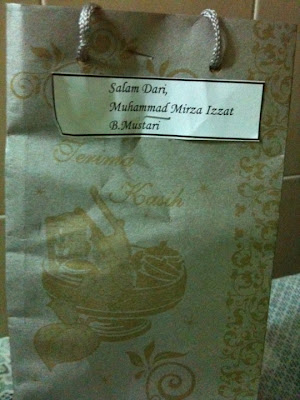 Salam Dari,
Muhammad Mirza Izzat
B.Mustari
Terima
Kasih